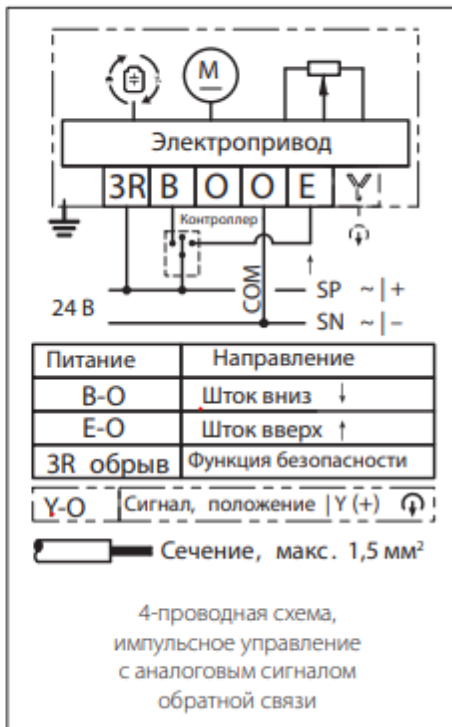 M
Электропривод
3R B O O E Y
Контроллер
COM
SP ~ | +
24 В
SN ~ | −
Питание Направление
B-O Шток вниз ↓
E-O Шток вверх ↑
3R обрыв Функция безопасности
Y-O Сигнал, положение | Y (+)
Сечение, макс. 1,5 мм²
4-проводная схема,
импульсное управление
с аналоговым сигналом
обратной связи